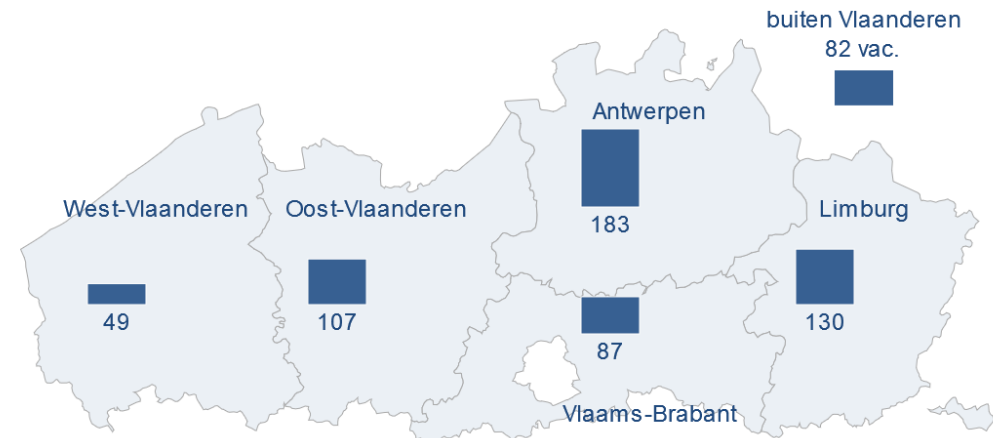 buiten Vlaanderen
82 vac.
Antwerpen
183
West-Vlaanderen
49
Oost-Vlaanderen
107
Limburg
130
87
Vlaams-Brabant